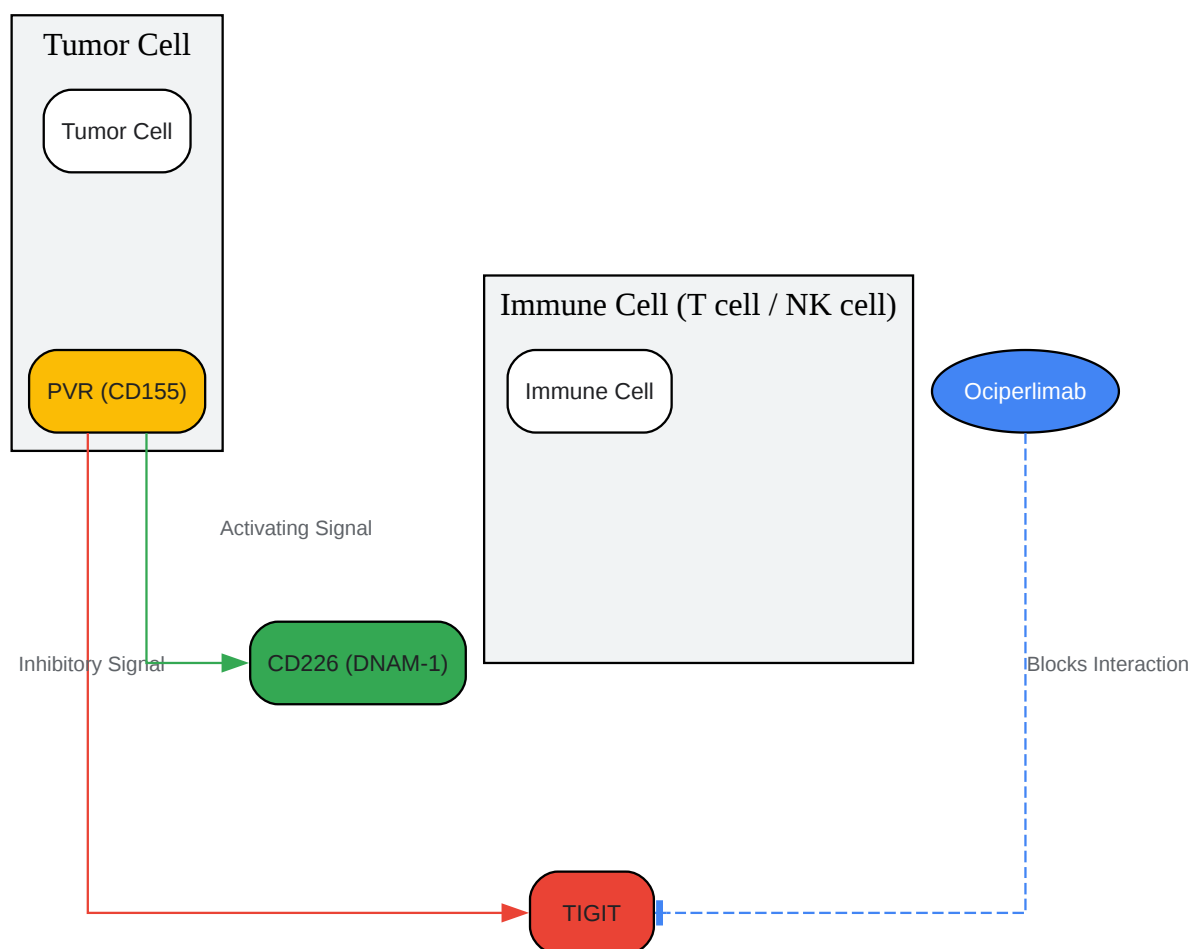 Tumor Cell
Tumor Cell
Immune Cell (T cell / NK cell)
PVR (CD155)
Immune Cell
Ociperlimab
Activating Signal
Inhibitory Signal
CD226 (DNAM-1)
Blocks Interaction
TIGIT